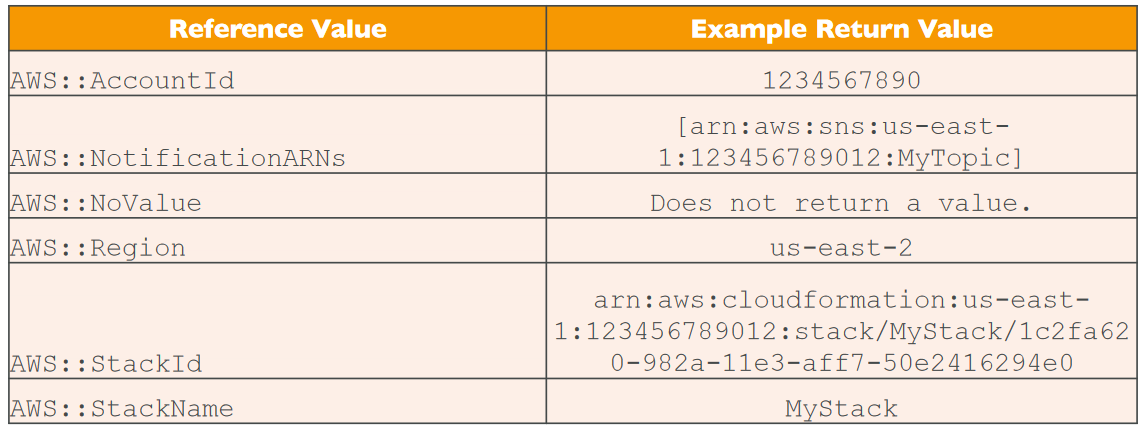 Reference Value
Example Return Value
AWS::AccountId
1234567890
AWS::NotificationARNs
[arn:aws:sns:us-east-
1:123456789012:MyTopic]
AWS::NoValue
Does not return a value.
AWS::Region
us-east-2
AWS::StackId
arn:aws:cloudformation:us-east-
1:123456789012:stack/MyStack/1c2fa62
0-982a-11e3-aff7-50e2416294e0
AWS::StackName
MyStack